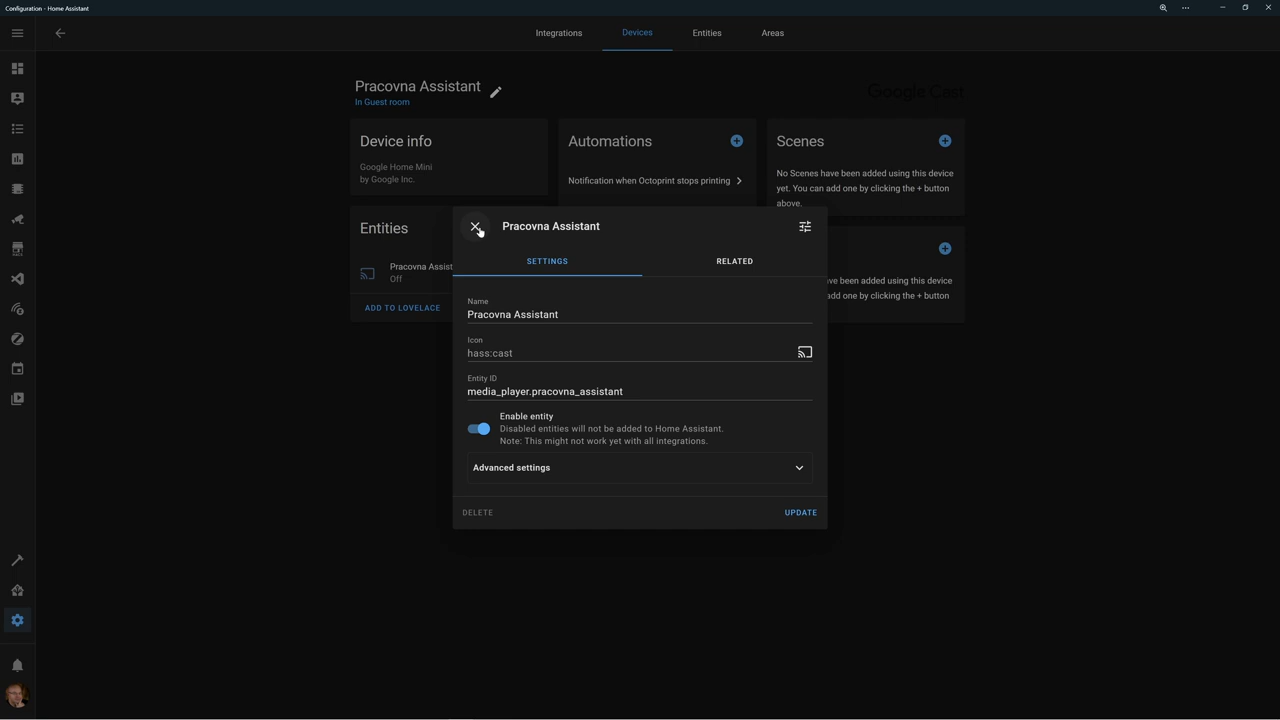 Configuration - Home Assistant
Integrations
Devices
Entities
Areas
Pracovna Assistant
In Guest room
Google Cast
Device info
Google Home Mini
by Google Inc.
Automations
Notification when Octoprint stops printing
Scenes
No Scenes have been added using this device
yet. You can add one by clicking the + button
above.
Entities
Pracovna Assist
Off
ADD TO LOVELACE
ve been added using this device
add one by clicking the + button
Pracovna Assistant
SETTINGS
RELATED
Name
Pracovna Assistant
Icon
hass:cast
Entity ID
media_player.pracovna_assistant
Enable entity
Disabled entities will not be added to Home Assistant.
Note: This might not work yet with all integrations.
Advanced settings
DELETE
UPDATE